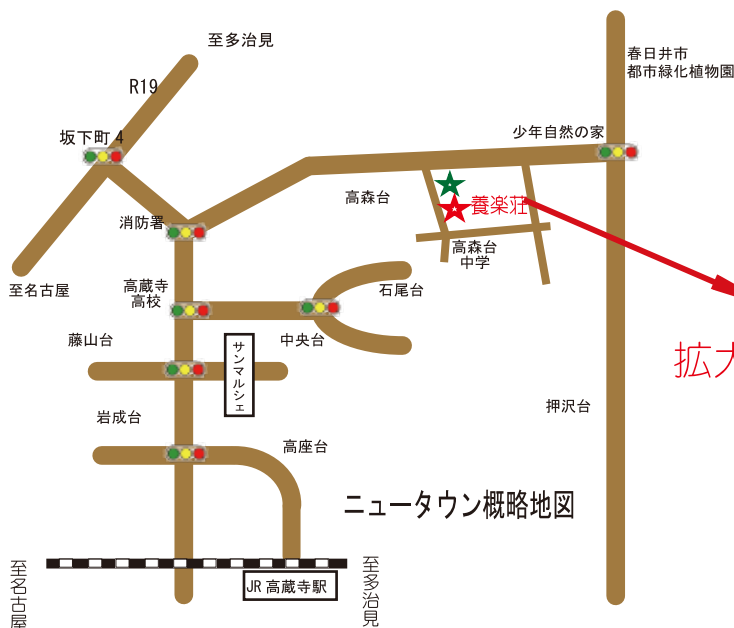 至多治見
R19
坂下町 4
春日井市
都市緑化植物園
少年自然の家
高森台
養楽荘
消防署
高森台
中学
至名古屋
高蔵寺
高校
石尾台
藤山台
サンマルシェ
中央台
拡大
岩成台
押沢台
高座台
ニュータウン概略地図
至名古屋
JR 高蔵寺駅
至多治見